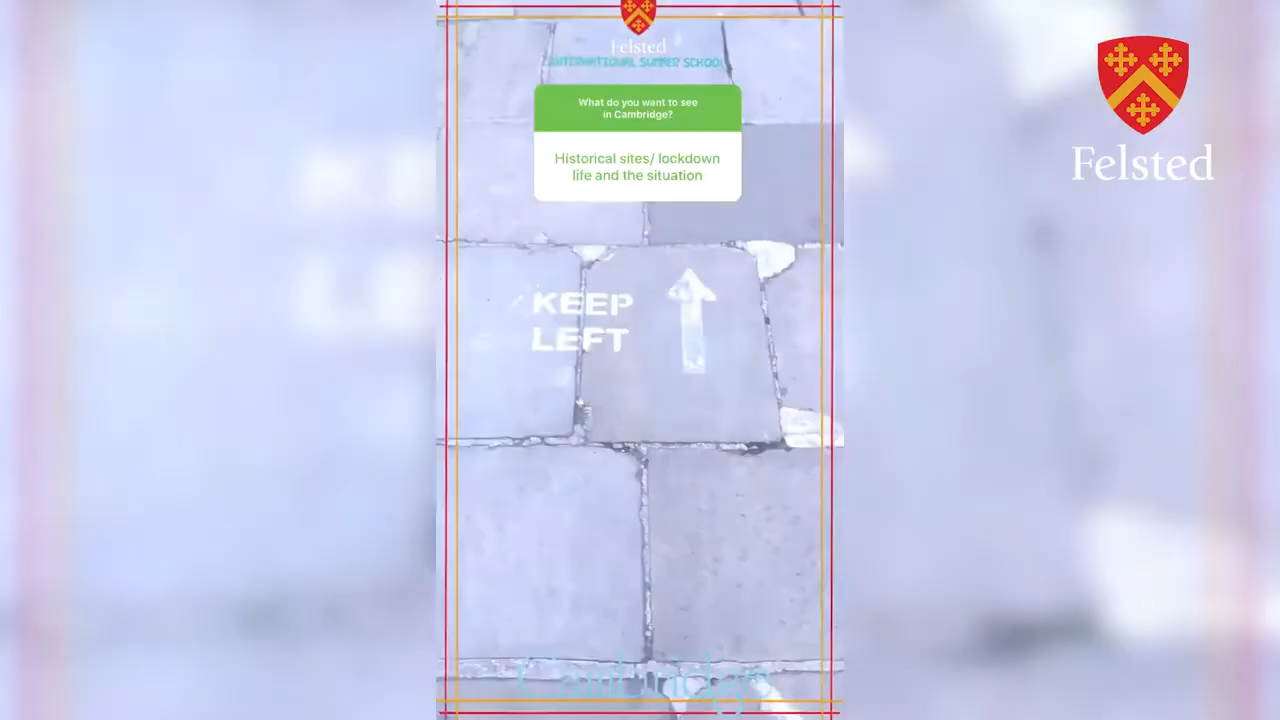 Felsted
INTERNATIONAL SUMMER SCHOOL
What do you want to see
in Cambridge?
Historical sites/ lockdown
life and the situation
KEEP
LEFT
Cambridge
Felsted